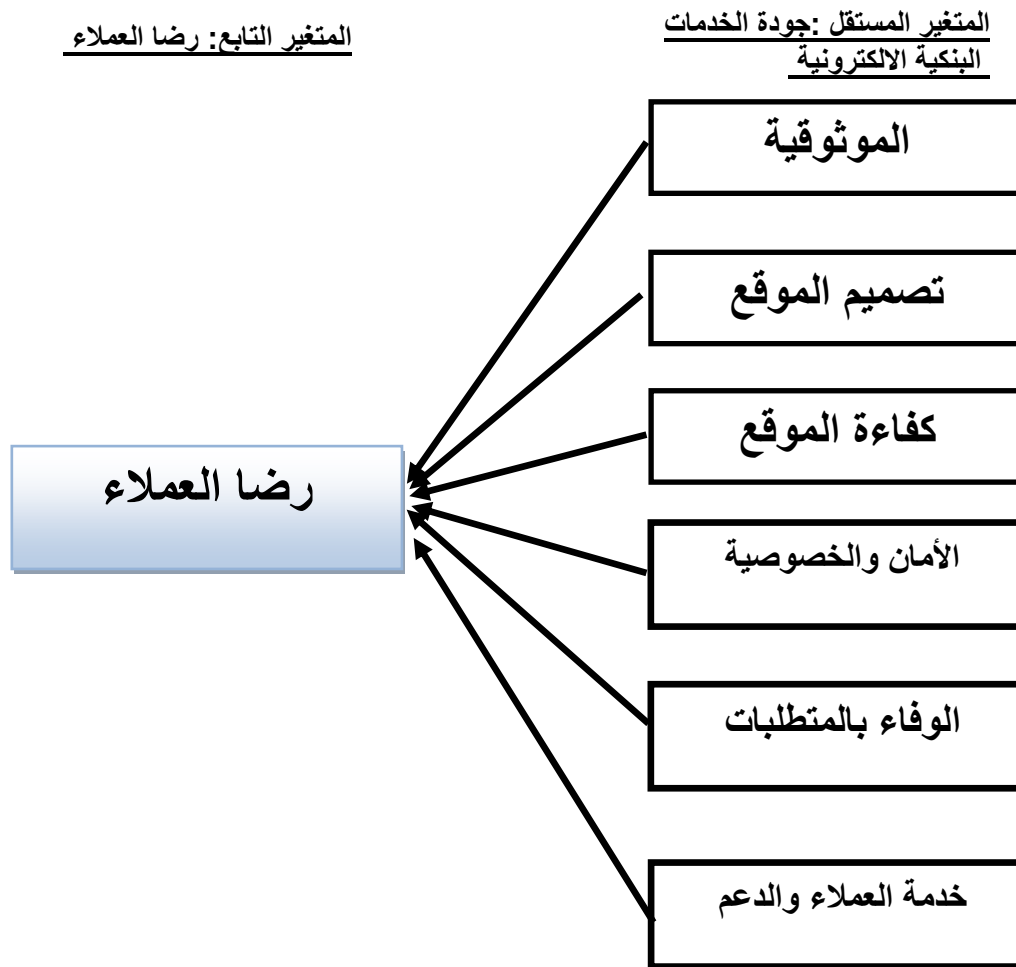 المتغير المستقل :جودة الخدمات
البنكية الالكترونية
المتغير التابع: رضا العملاء
الموثوقية
تصميم الموقع
كفاءة الموقع
الأمان والخصوصية
الوفاء بالمتطلبات
خدمة العملاء والدعم
رضا العملاء